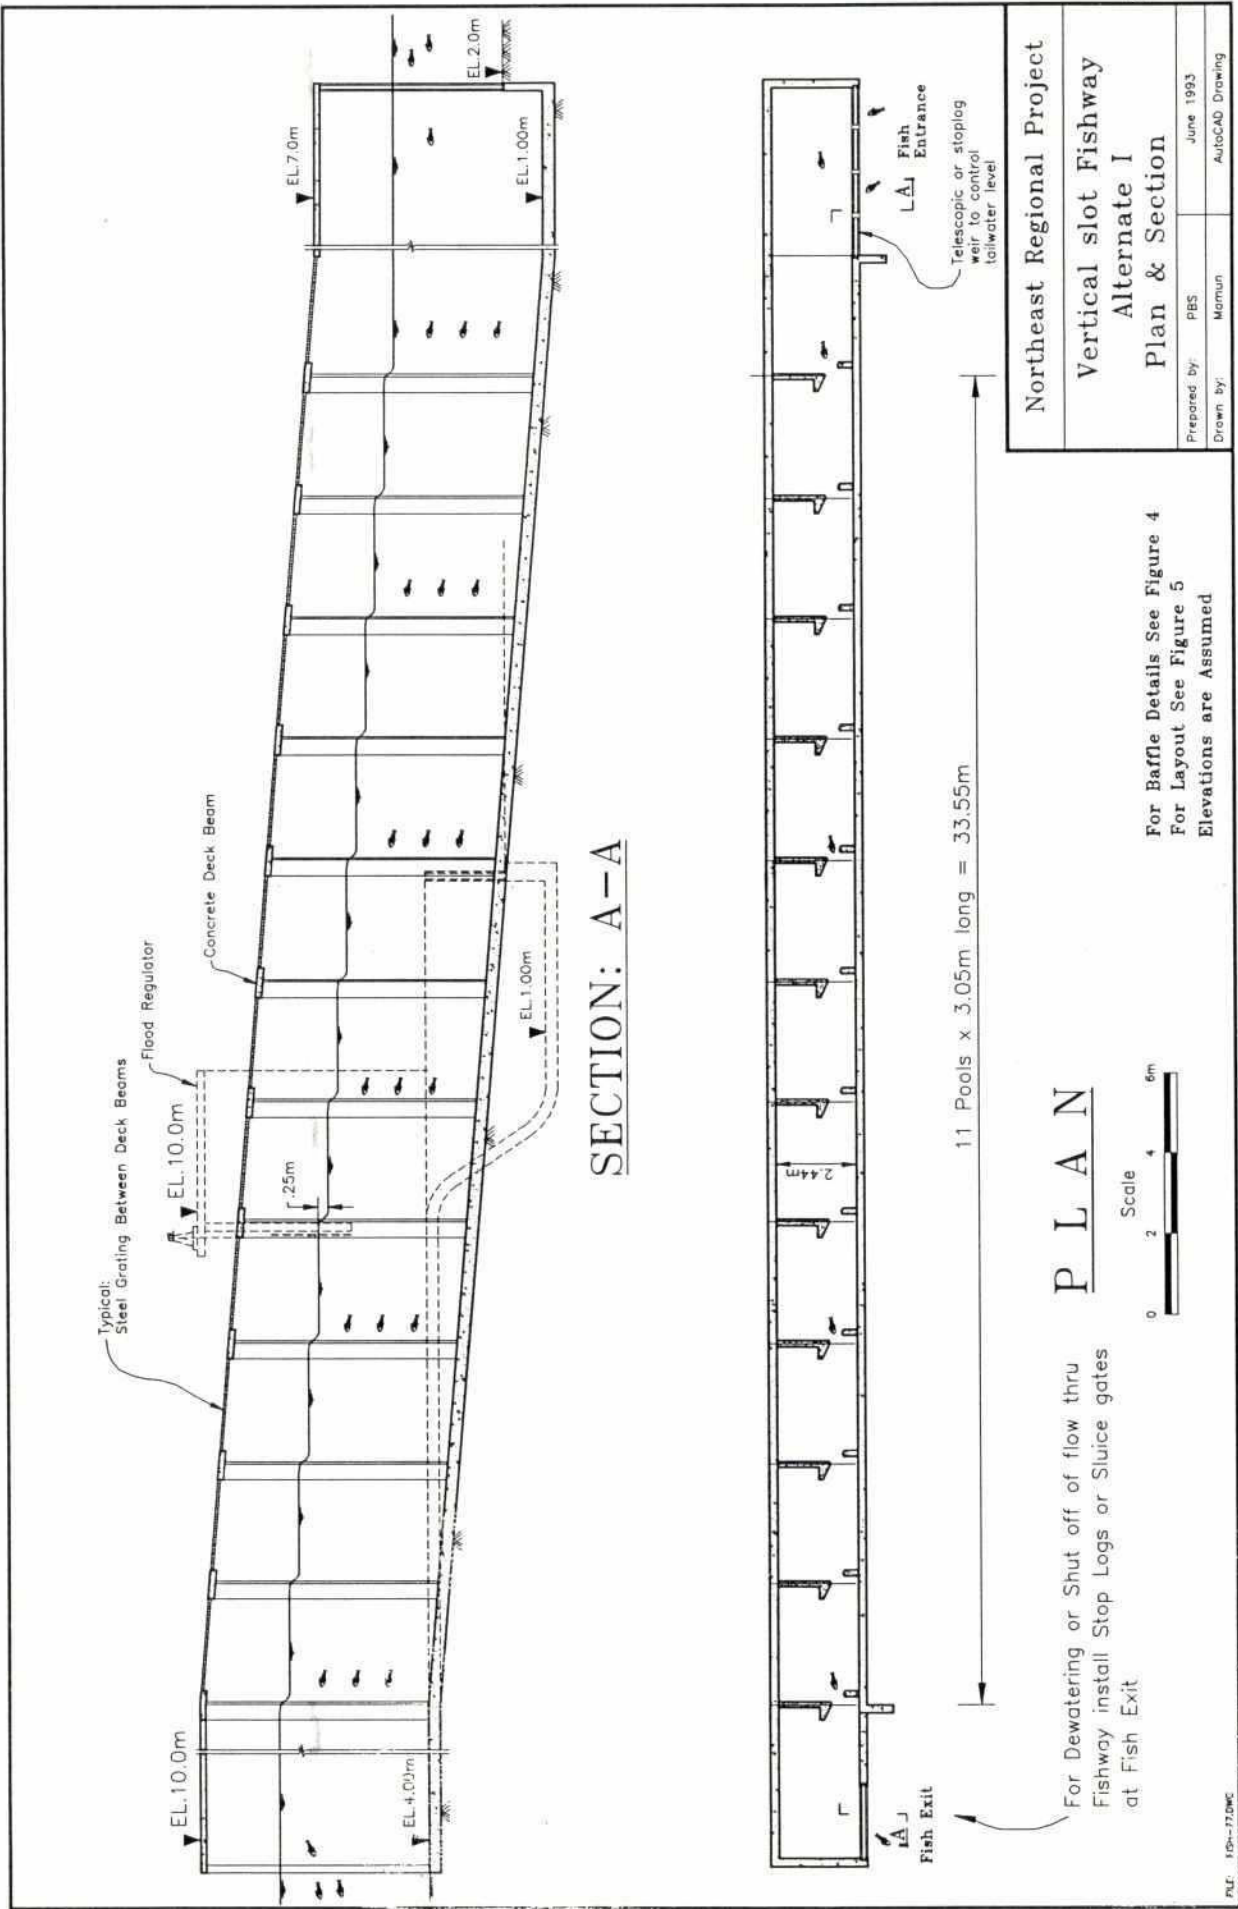 Typical:
Steel Grating Between Deck Beams
Flood Regulator
Concrete Deck Beam
EL.10.0m
EL.10.0m
EL.7.0m
.25m
EL.2.0m
EL.4.00m
EL.1.00m
EL.1.00m
SECTION: A-A
2.44m
A
Fish Exit
A
Fish
Entrance
Telescopic or stoplog
weir to control
tailwater level
11 Pools x 3.05m long = 33.55m
For Dewatering or Shut off of flow thru
Fishway install Stop Logs or Sluice gates
at Fish Exit
PLAN
Scale
0 2 4 6m
For Baffle Details See Figure 4
For Layout See Figure 5
Elevations are Assumed
Northeast Regional Project
Vertical slot Fishway
Alternate I
Plan & Section
Prepared by: PBS
June 1993
Drawn by: Momun
AutoCAD Drawing
FILE: FISH-77.DWG